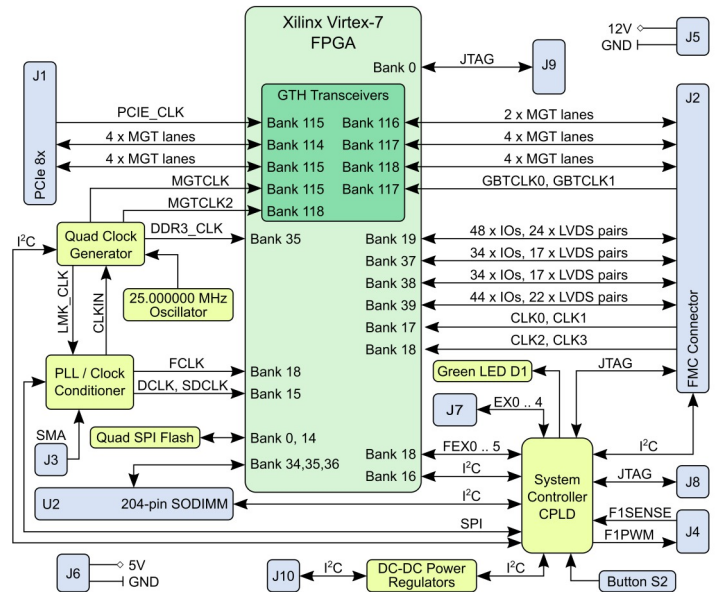 Xilinx Virtex-7
FPGA
12V
GND
J5
Bank 0
JTAG
J9
J1
PCIe 8x
GTH Transceivers
J2
FMC Connector
PCIE_CLK
Bank 115
Bank 116
2 x MGT lanes
4 x MGT lanes
Bank 114
Bank 117
4 x MGT lanes
4 x MGT lanes
Bank 115
Bank 118
4 x MGT lanes
MGTCLK
Bank 115
Bank 117
GBTCLK0, GBTCLK1
MGTCLK2
Bank 118
I²C
Quad Clock
Generator
DDR3_CLK
Bank 35
Bank 19
48 x IOs, 24 x LVDS pairs
Bank 37
34 x IOs, 17 x LVDS pairs
Bank 38
34 x IOs, 17 x LVDS pairs
Bank 39
44 x IOs, 22 x LVDS pairs
LMK_CLK
CLKIN
25.000000 MHz
Oscillator
Bank 17
CLK0, CLK1
Bank 18
CLK2, CLK3
PLL / Clock
Conditioner
FCLK
Bank 18
DCLK, SDCLK
Bank 15
Green LED D1
JTAG
J7
EX0 .. 4
SMA
J3
Quad SPI Flash
Bank 0, 14
Bank 34,35,36
Bank 18
FEX0 .. 5
Bank 16
I²C
System
Controller
CPLD
I²C
JTAG
J8
U2
204-pin SODIMM
I²C
SPI
F1SENSE
F1PWM
J4
J6
5V
GND
J10
I²C
DC-DC Power
Regulators
I²C
Button S2